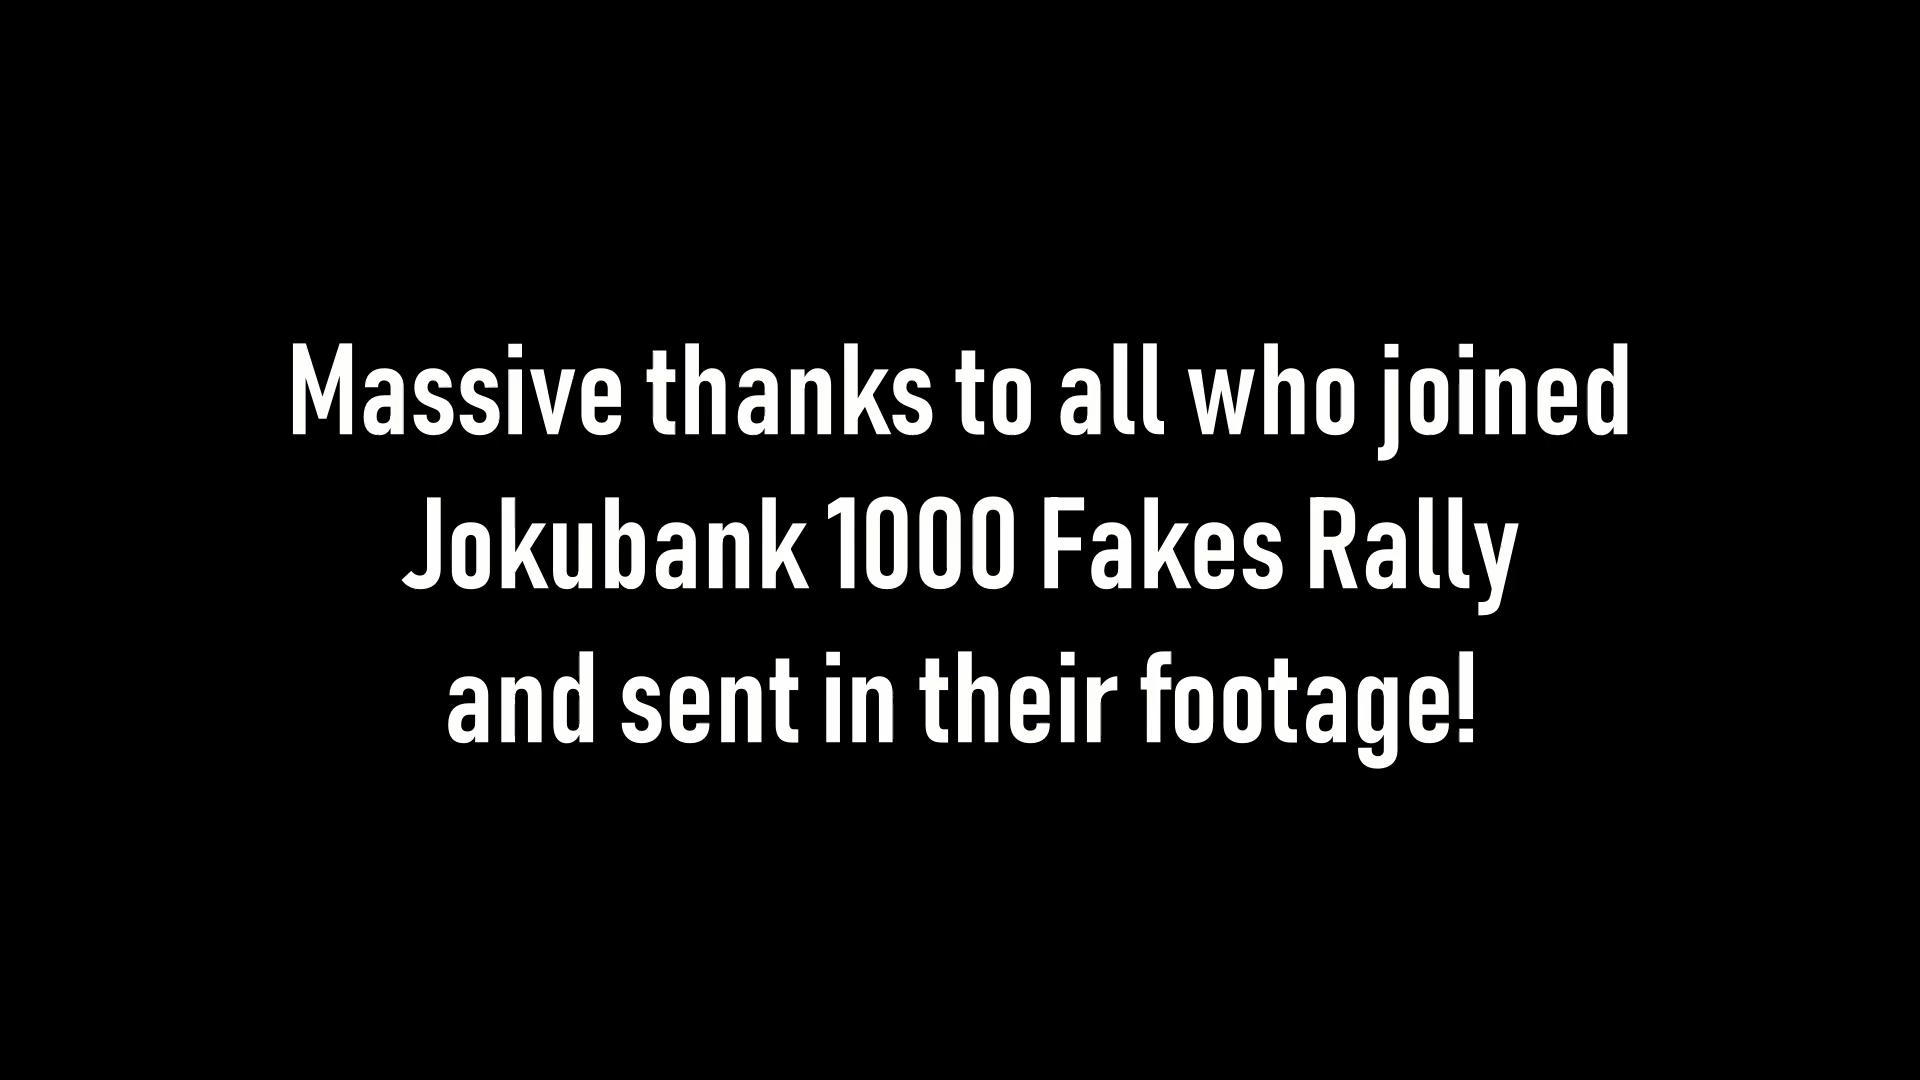 Massive thanks to all who joined
Jokubank 1000 Fakes Rally
and sent in their footage!